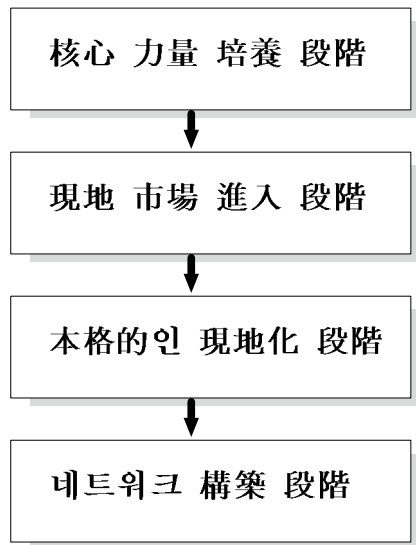 核心 力量 培養 段階
現地 市場 進入 段階
本格的인 現地化 段階
네트워크 構築 段階